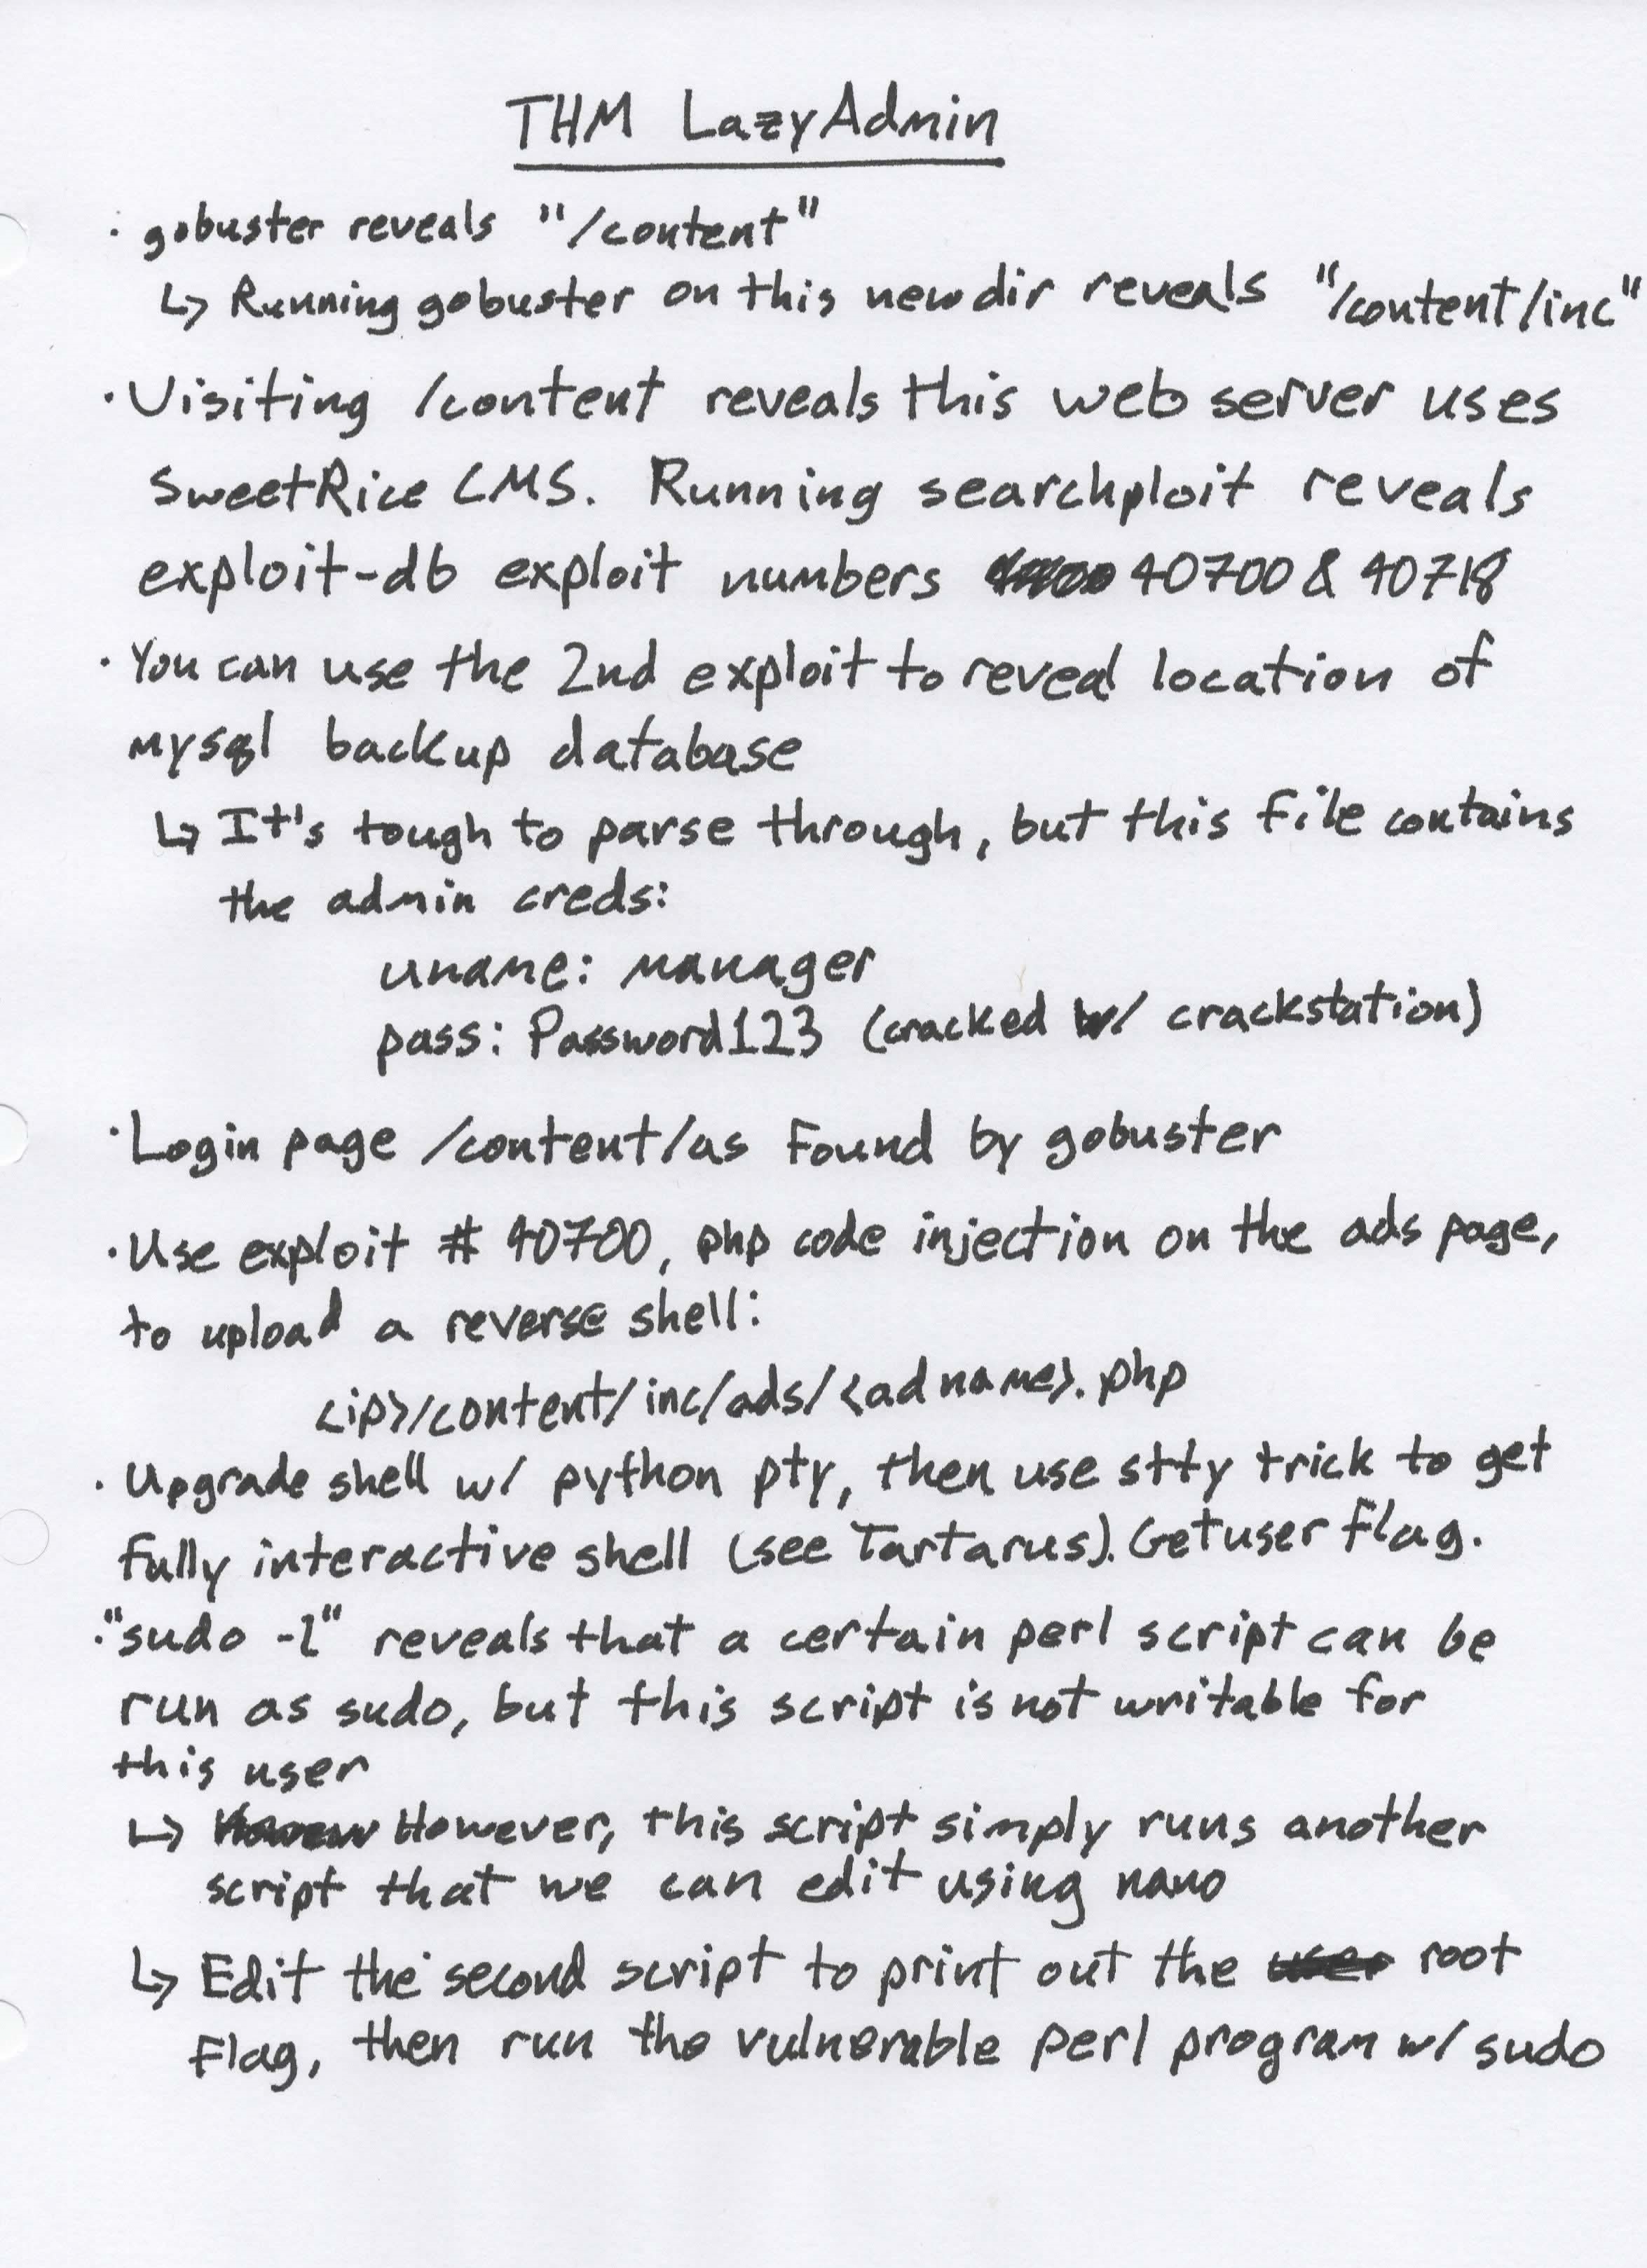 THM LazyAdmin
· gobuster reveals "/content"
↳ Running gobuster on this new dir reveals "/content/inc"
· Visiting /content reveals this web server uses
SweetRice CMS. Running searchploit reveals
exploit-db exploit numbers 40700 & 40718
· You can use the 2nd exploit to reveal location of
mysql backup database
↳ It's tough to parse through, but this file contains
the admin creds:
uname: manager
pass: Password123 (cracked w/ crackstation)
· Login page /content/as found by gobuster
· Use exploit # 40700, php code injection on the ads page,
to upload a reverse shell:
<ip>/content/inc/ads/<adname>.php
· Upgrade shell w/ python pty, then use stty trick to get
fully interactive shell (see Tartarus). Get user flag.
· "sudo -l" reveals that a certain perl script can be
run as sudo, but this script is not writable for
this user
↳ However, this script simply runs another
script that we can edit using nano
↳ Edit the second script to print out the user root
Flag, then run the vulnerable perl program w/ sudo